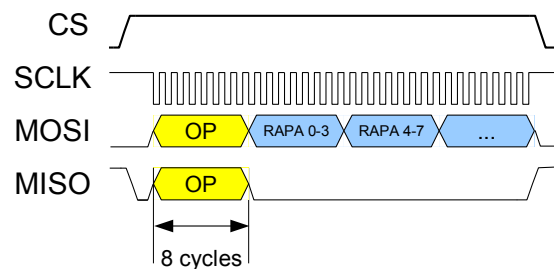 CS
SCLK
MOSI OP RAPA 0-3 RAPA 4-7 ...
MISO OP
8 cycles